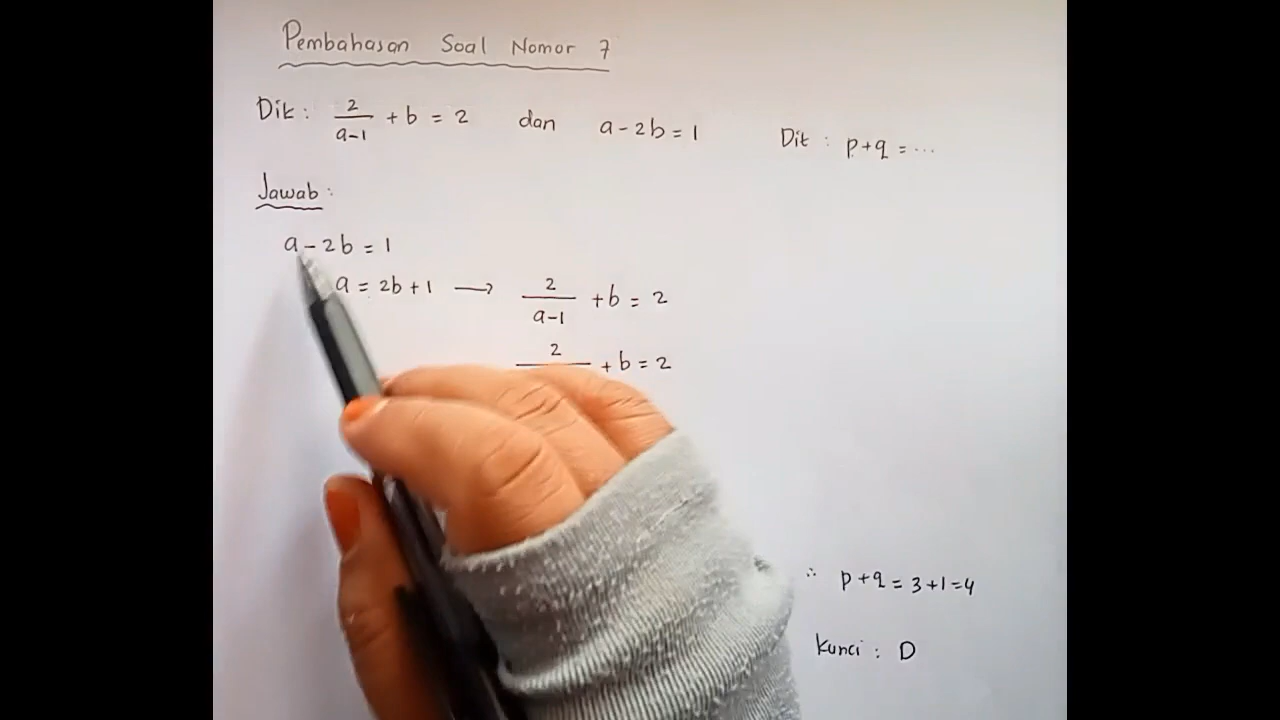 Pembahasan Soal Nomor 7
Dik : 2/(a-1) + b = 2 dan a - 2b = 1 Dit : p+q = ...
Jawab :
a - 2b = 1
a = 2b + 1 → 2/(a-1) + b = 2
2 + b = 2
∴ p+q = 3+1=4
Kunci : D